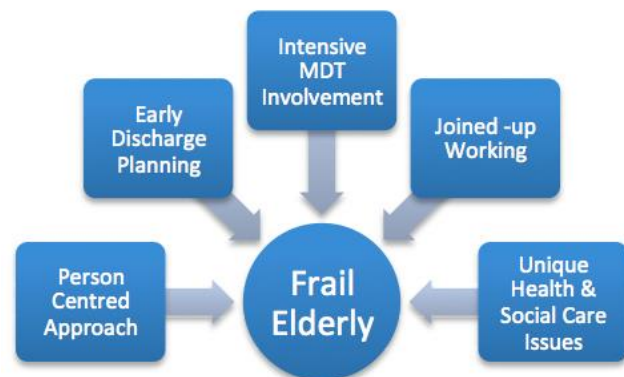 Intensive
MDT
Involvement
Early
Discharge
Planning
Joined -up
Working
Person
Centred
Approach
Frail
Elderly
Unique
Health &
Social Care
Issues